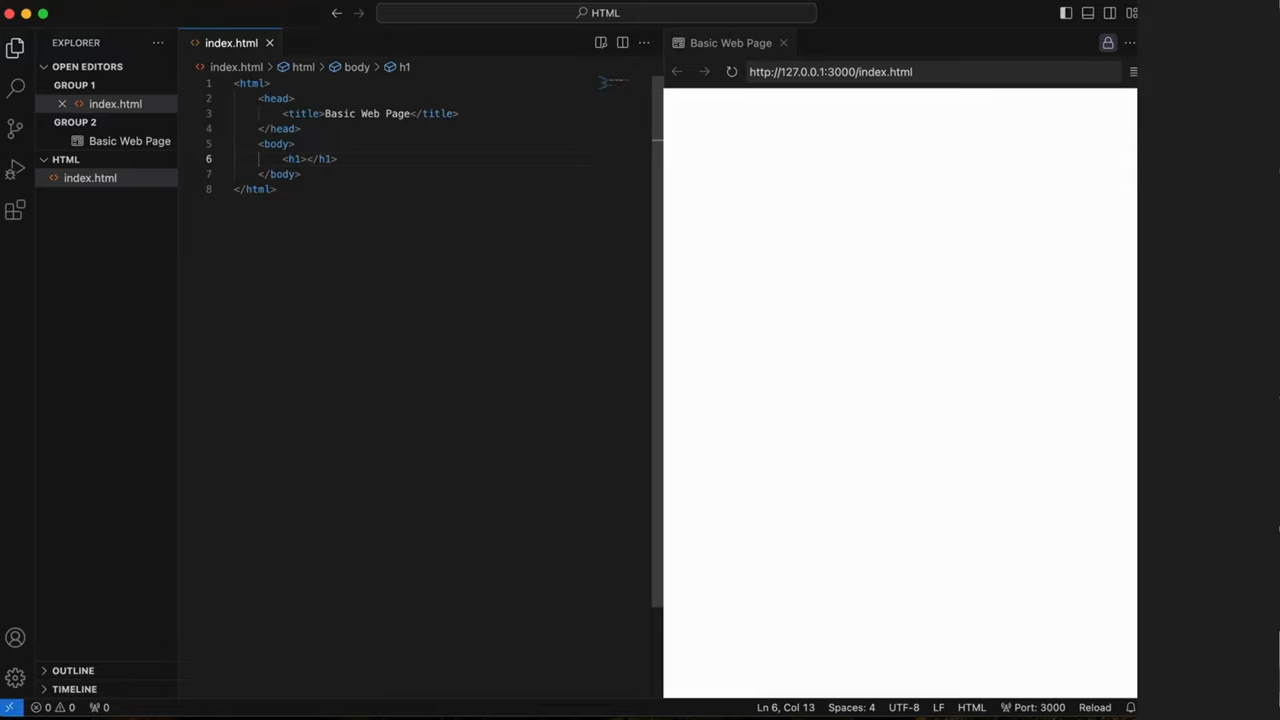 HTML
EXPLORER
OPEN EDITORS
GROUP 1
index.html
GROUP 2
Basic Web Page
HTML
index.html
OUTLINE
TIMELINE
index.html
index.html > html > body > h1
1 <html>
2 <head>
3 <title>Basic Web Page</title>
4 </head>
5 <body>
6 <h1></h1>
7 </body>
8 </html>
Basic Web Page
http://127.0.0.1:3000/index.html
0 0 0 Ln 6, Col 13 Spaces: 4 UTF-8 LF HTML Port: 3000 Reload